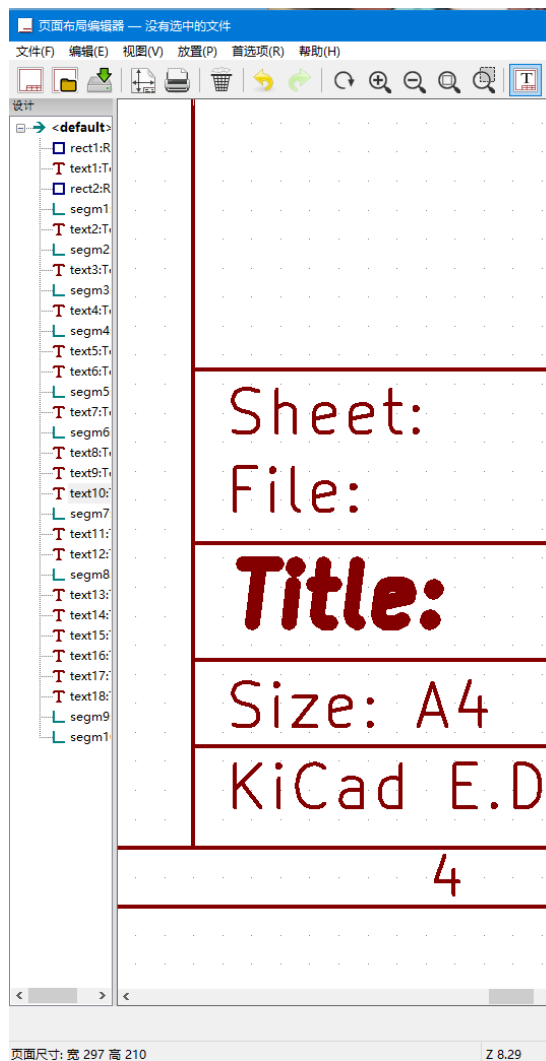 页面布局编辑器 — 没有选中的文件
文件(F) 编辑(E) 视图(V) 放置(P) 首选项(R) 帮助(H)
设计
<default>
rect1:R
text1:T
rect2:R
segm1
text2:T
segm2
text3:T
segm3
text4:T
segm4
text5:T
text6:T
segm5
text7:T
segm6
text8:T
text9:T
text10:
segm7
text11:
text12:
segm8
text13:
text14:
text15:
text16:
text17:
text18:
segm9
segm1
Sheet:
File:
Title:
Size: A4
KiCad E.D
4
页面尺寸: 宽 297 高 210
Z 8.29